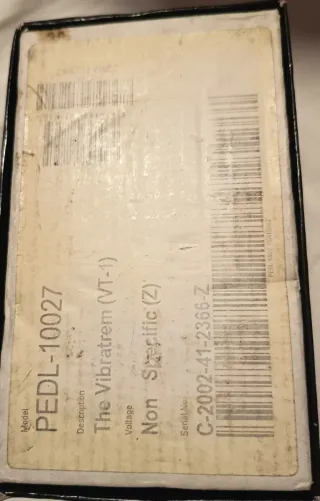 Model
PEDL-10027
Description
The Vibratrem (VT-1)
Voltage
Non Specific (Z)
Serial No.
C-2002-41-2366-Z